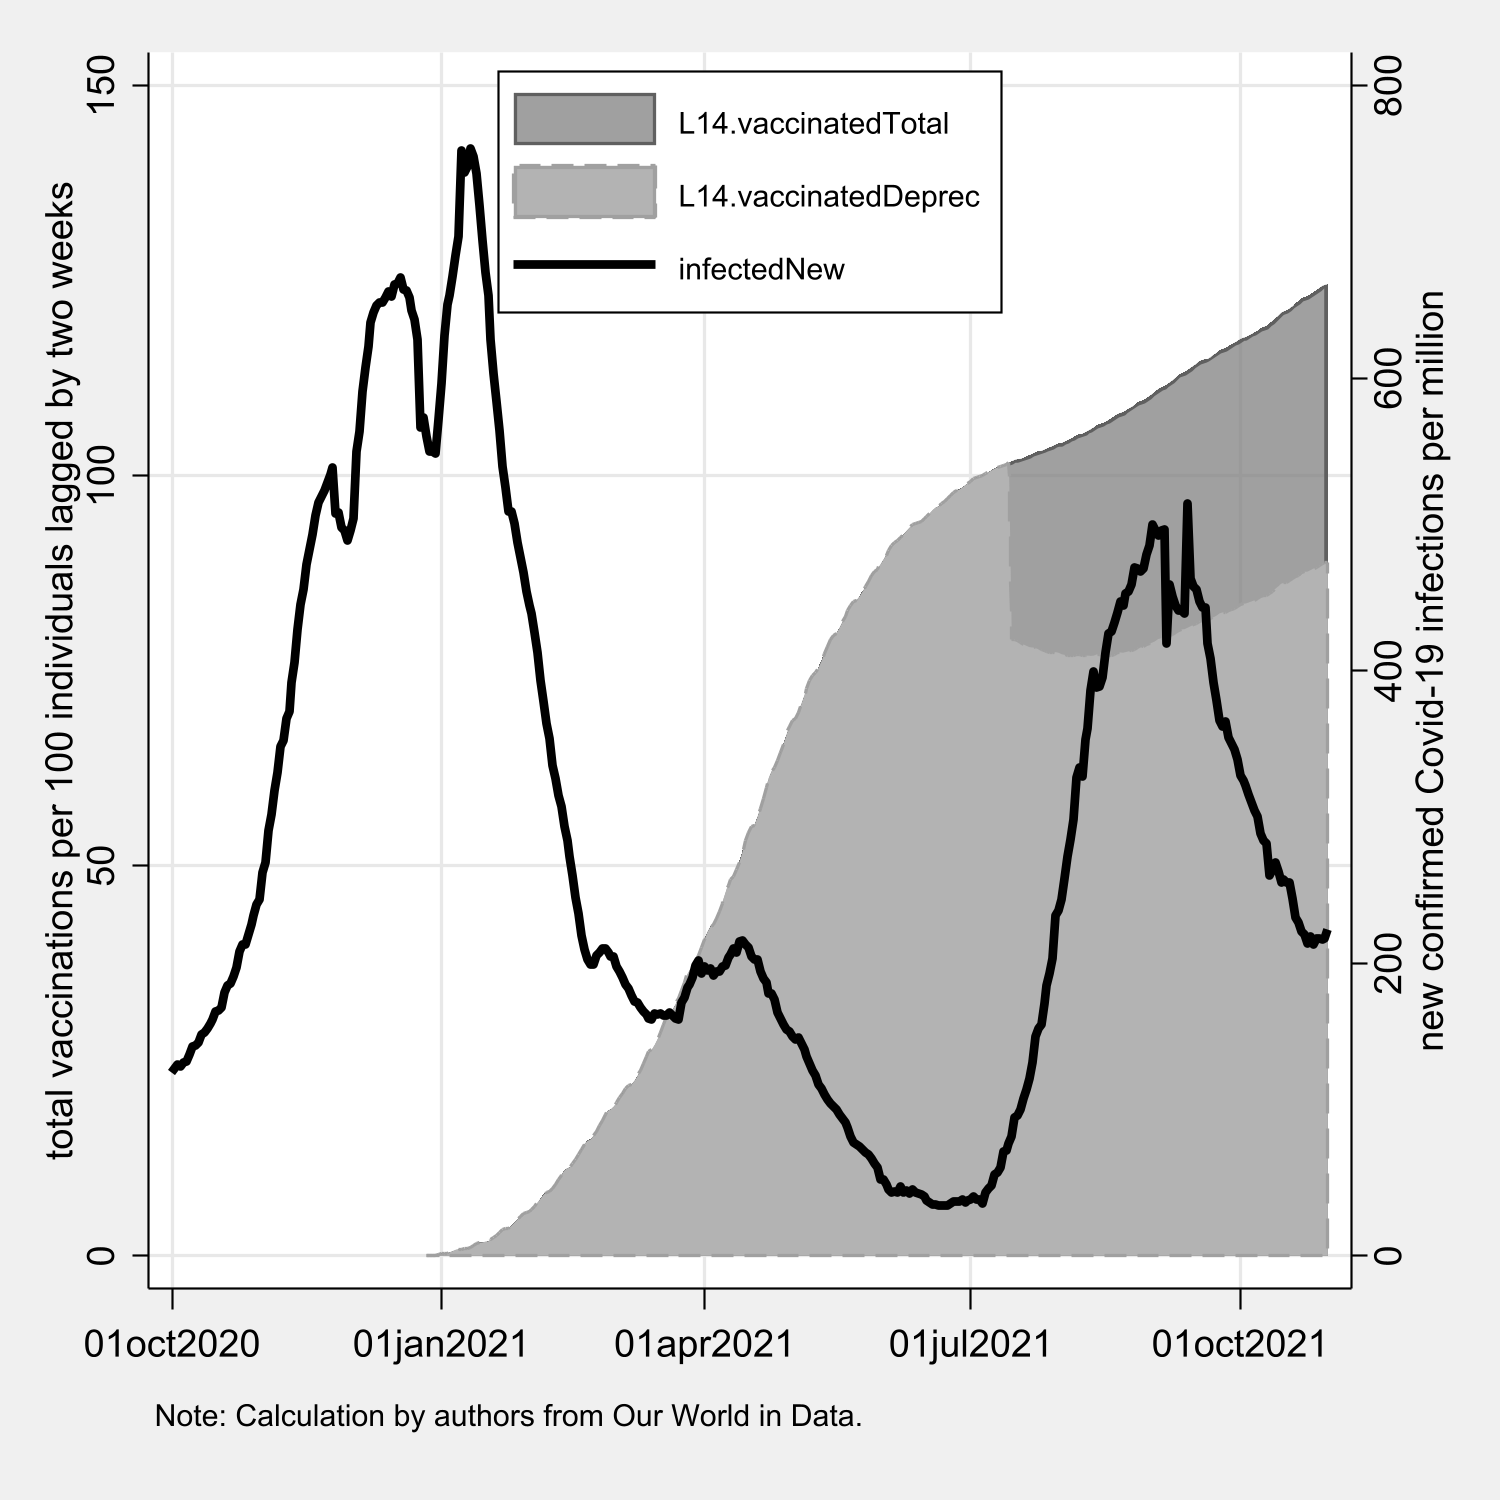 L14.vaccinatedTotal
L14.vaccinatedDeprec
infectedNew
total vaccinations per 100 individuals lagged by two weeks
150
100
50
0
800
600
400
200
0
new confirmed Covid-19 infections per million
01oct2020 01jan2021 01apr2021 01jul2021 01oct2021
Note: Calculation by authors from Our World in Data.